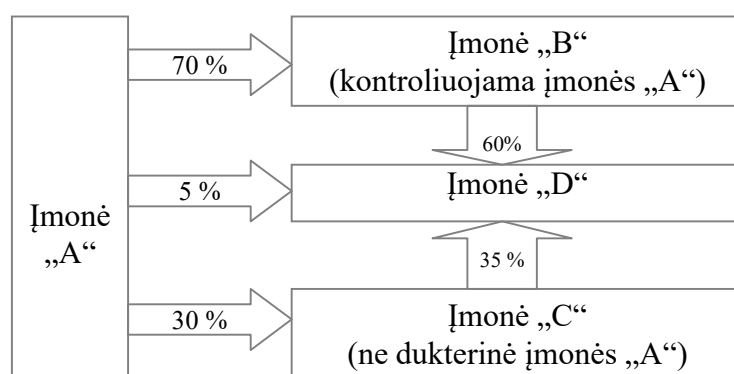 Įmonė
„A“
70 %
Įmonė „B“
(kontroliuojama įmonės „A“)
60%
5 %
Įmonė „D“
35 %
30 %
Įmonė „C“
(ne dukterinė įmonės „A“)